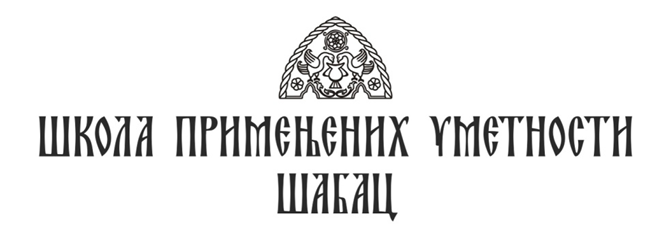 ШКОЛА ПРИМЕЊЕНИХ УМЕТНОСТИ
ШАБАЦ